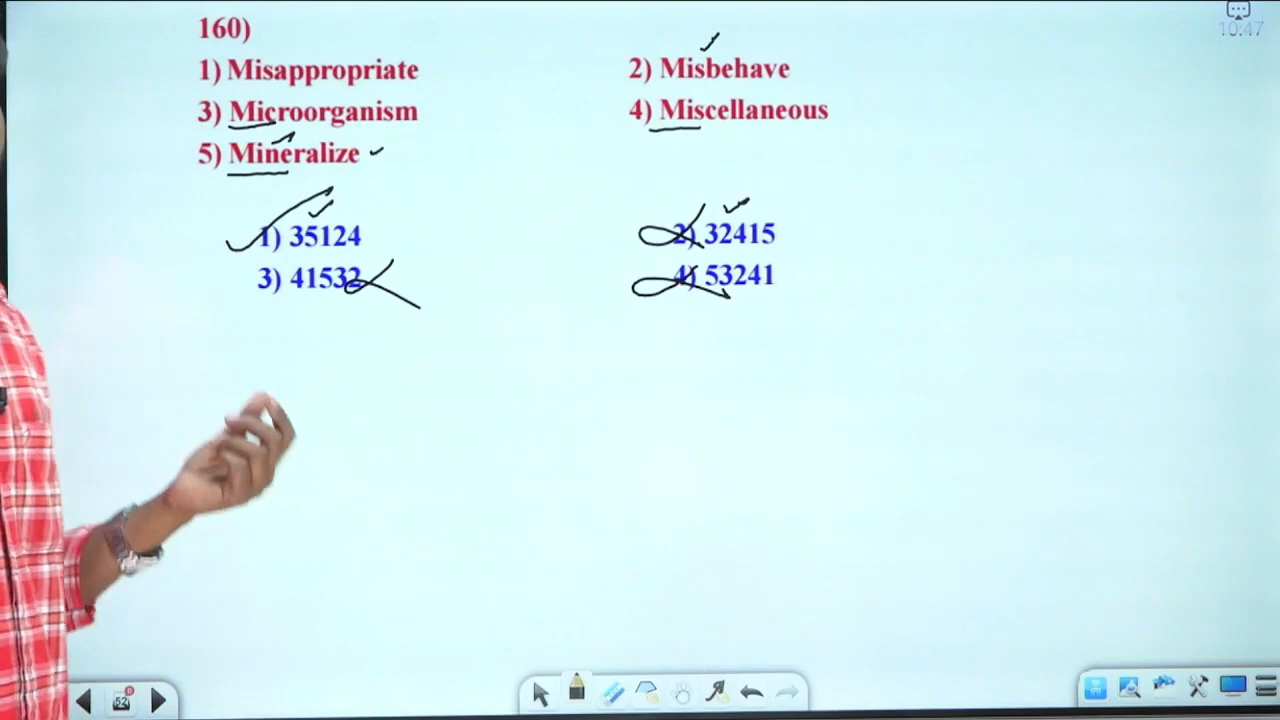 10:47
160)
1) Misappropriate 2) Misbehave
3) Microorganism 4) Miscellaneous
5) Mineralize
1) 35124 2) 32415
3) 41532 4) 53241